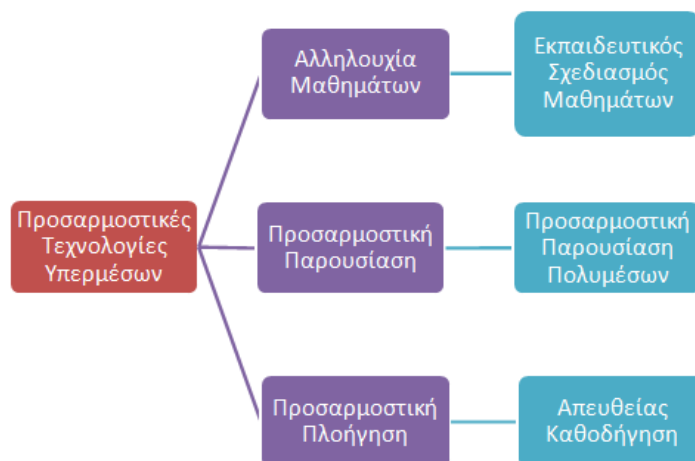 Αλληλουχία
Μαθημάτων
Εκπαιδευτικός
Σχεδιασμός
Μαθημάτων
Προσαρμοστικές
Τεχνολογίες
Υπερμέσων
Προσαρμοστική
Παρουσίαση
Προσαρμοστική
Παρουσίαση
Πολυμέσων
Προσαρμοστική
Πλοήγηση
Απευθείας
Καθοδήγηση